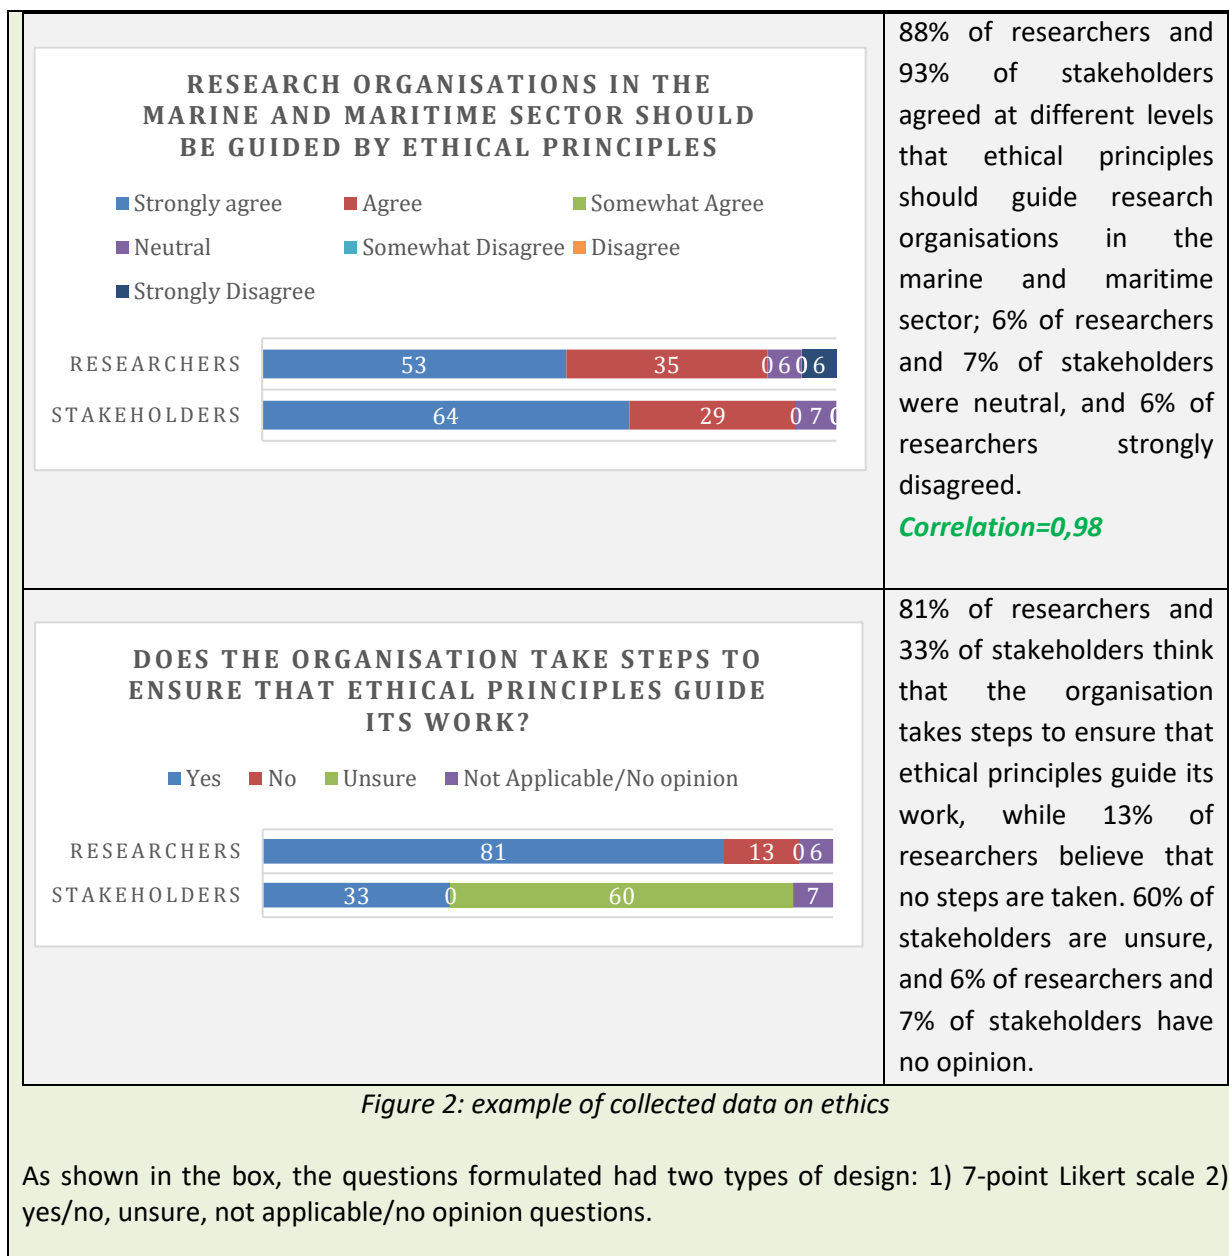 RESEARCH ORGANISATIONS IN THE
MARINE AND MARITIME SECTOR SHOULD
BE GUIDED BY ETHICAL PRINCIPLES
Strongly agree Agree Somewhat Agree
Neutral Somewhat Disagree Disagree
Strongly Disagree
RESEARCHERS 53 35 0 6 0 6
STAKEHOLDERS 64 29 0 7 0
88% of researchers and
93% of stakeholders
agreed at different levels
that ethical principles
should guide research
organisations in the
marine and maritime
sector; 6% of researchers
and 7% of stakeholders
were neutral, and 6% of
researchers strongly
disagreed.
Correlation=0,98
DOES THE ORGANISATION TAKE STEPS TO
ENSURE THAT ETHICAL PRINCIPLES GUIDE
ITS WORK?
Yes No Unsure Not Applicable/No opinion
RESEARCHERS 81 13 0 6
STAKEHOLDERS 33 0 60 7
81% of researchers and
33% of stakeholders think
that the organisation
takes steps to ensure that
ethical principles guide its
work, while 13% of
researchers believe that
no steps are taken. 60% of
stakeholders are unsure,
and 6% of researchers and
7% of stakeholders have
no opinion.
Figure 2: example of collected data on ethics
As shown in the box, the questions formulated had two types of design: 1) 7-point Likert scale 2)
yes/no, unsure, not applicable/no opinion questions.